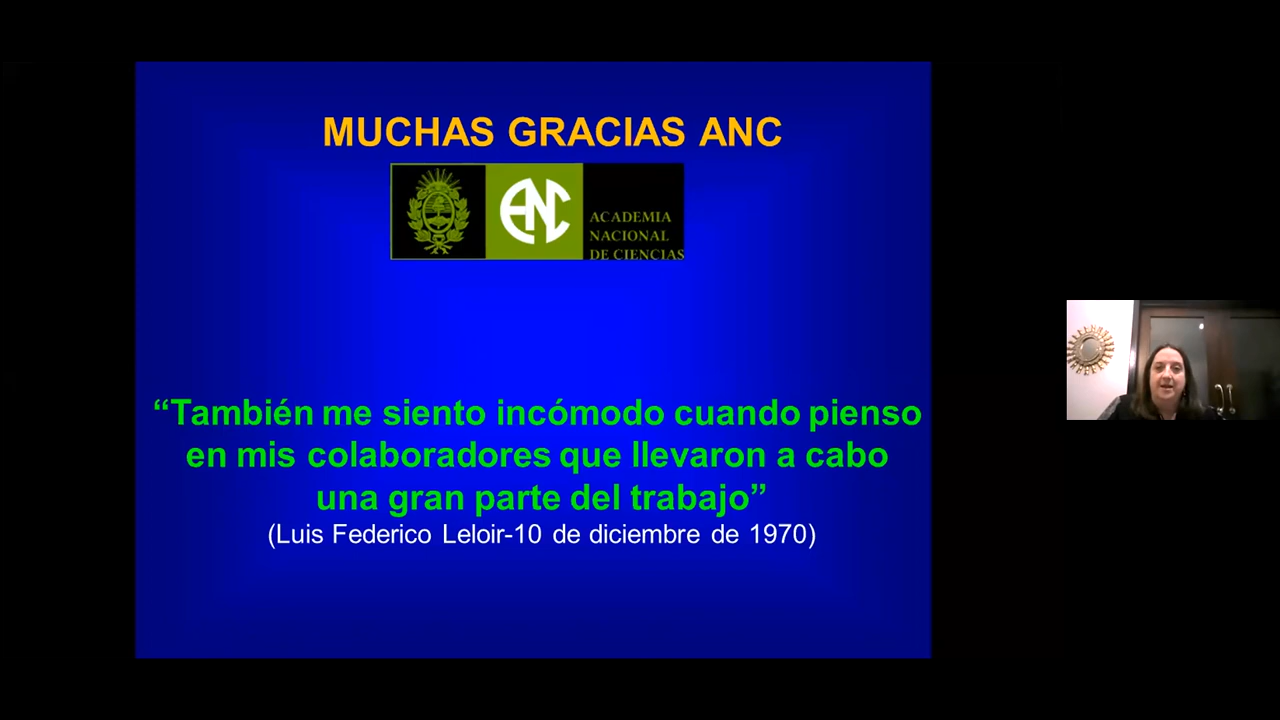 MUCHAS GRACIAS ANC
ANC
ACADEMIA
NACIONAL
DE CIENCIAS
“También me siento incómodo cuando pienso
en mis colaboradores que llevaron a cabo
una gran parte del trabajo”
(Luis Federico Leloir-10 de diciembre de 1970)